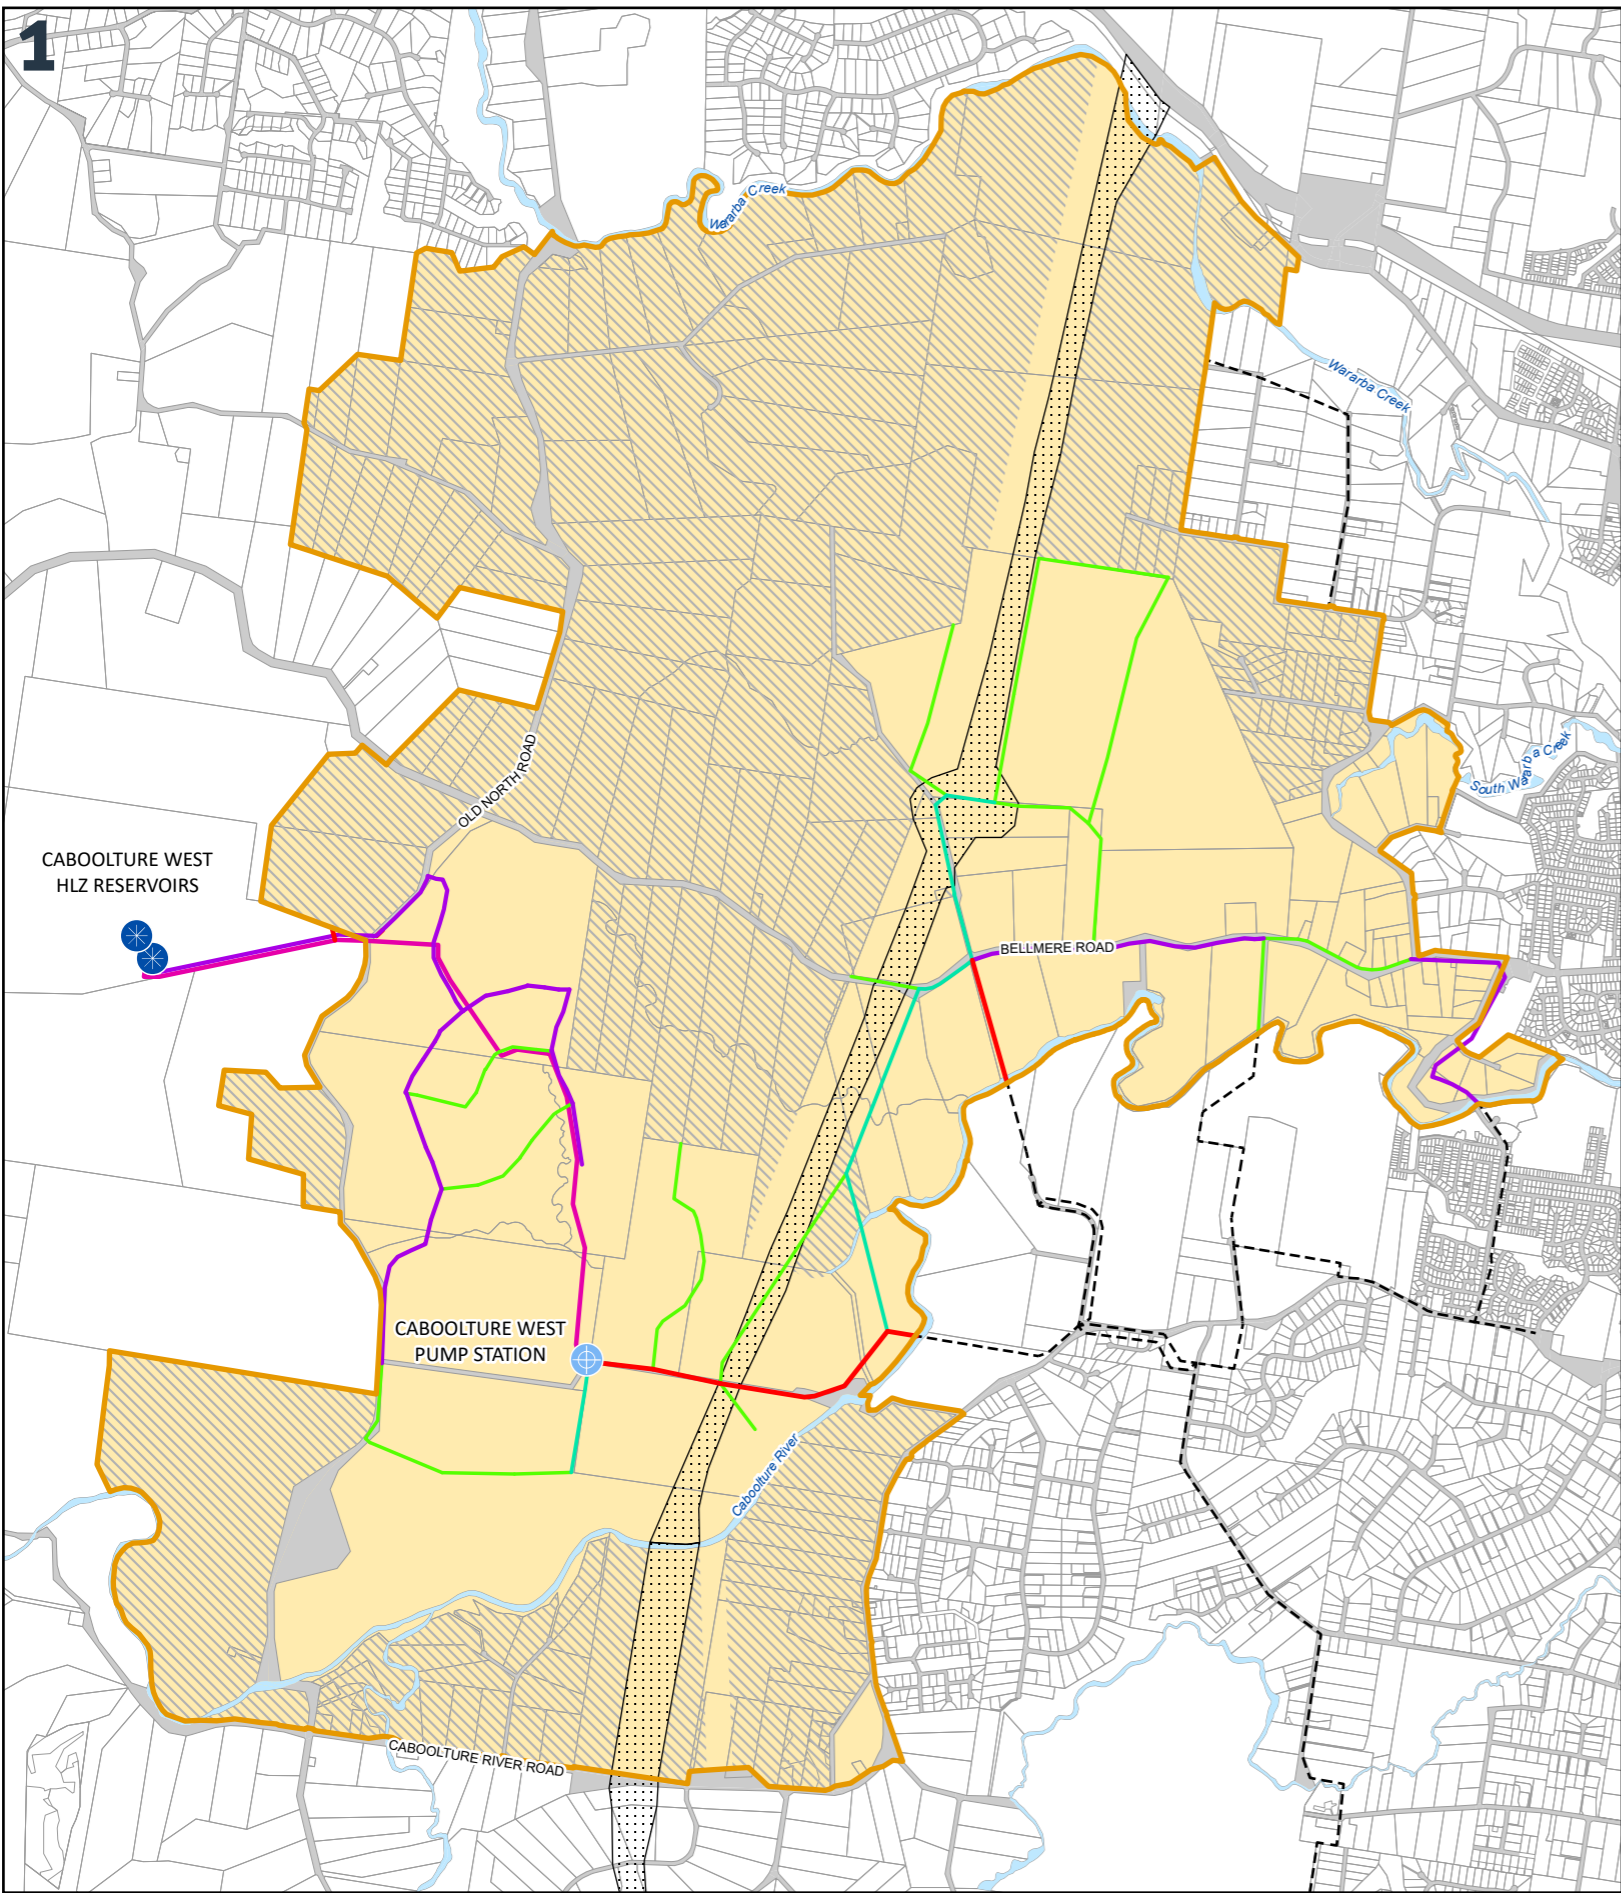 1
Wararba Creek
Wararba Creek
OLD NORTH ROAD
South Wararba Creek
CABOOLTURE WEST
HLZ RESERVOIRS
BELLMERE ROAD
CABOOLTURE WEST
PUMP STATION
Caboolture River
CABOOLTURE RIVER ROAD